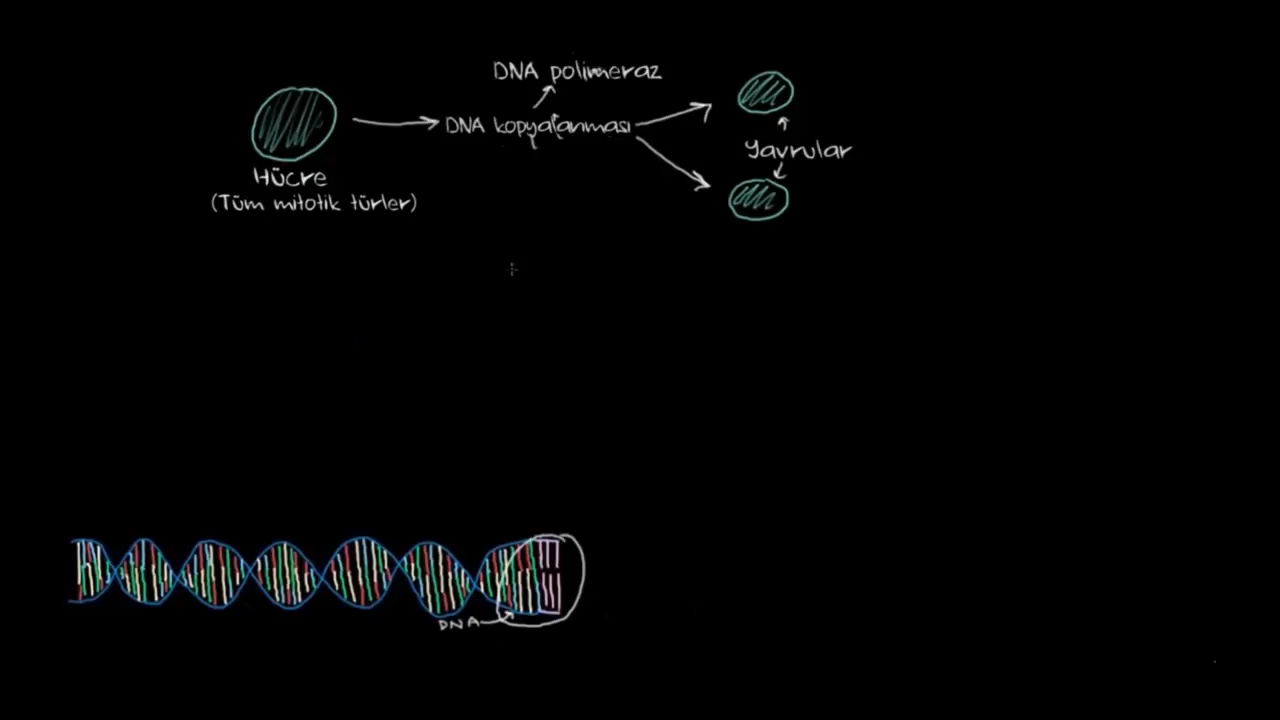 DNA polimeraz
DNA kopyalanması
Yavrular
Hücre
(Tüm mitotik türler)
DNA